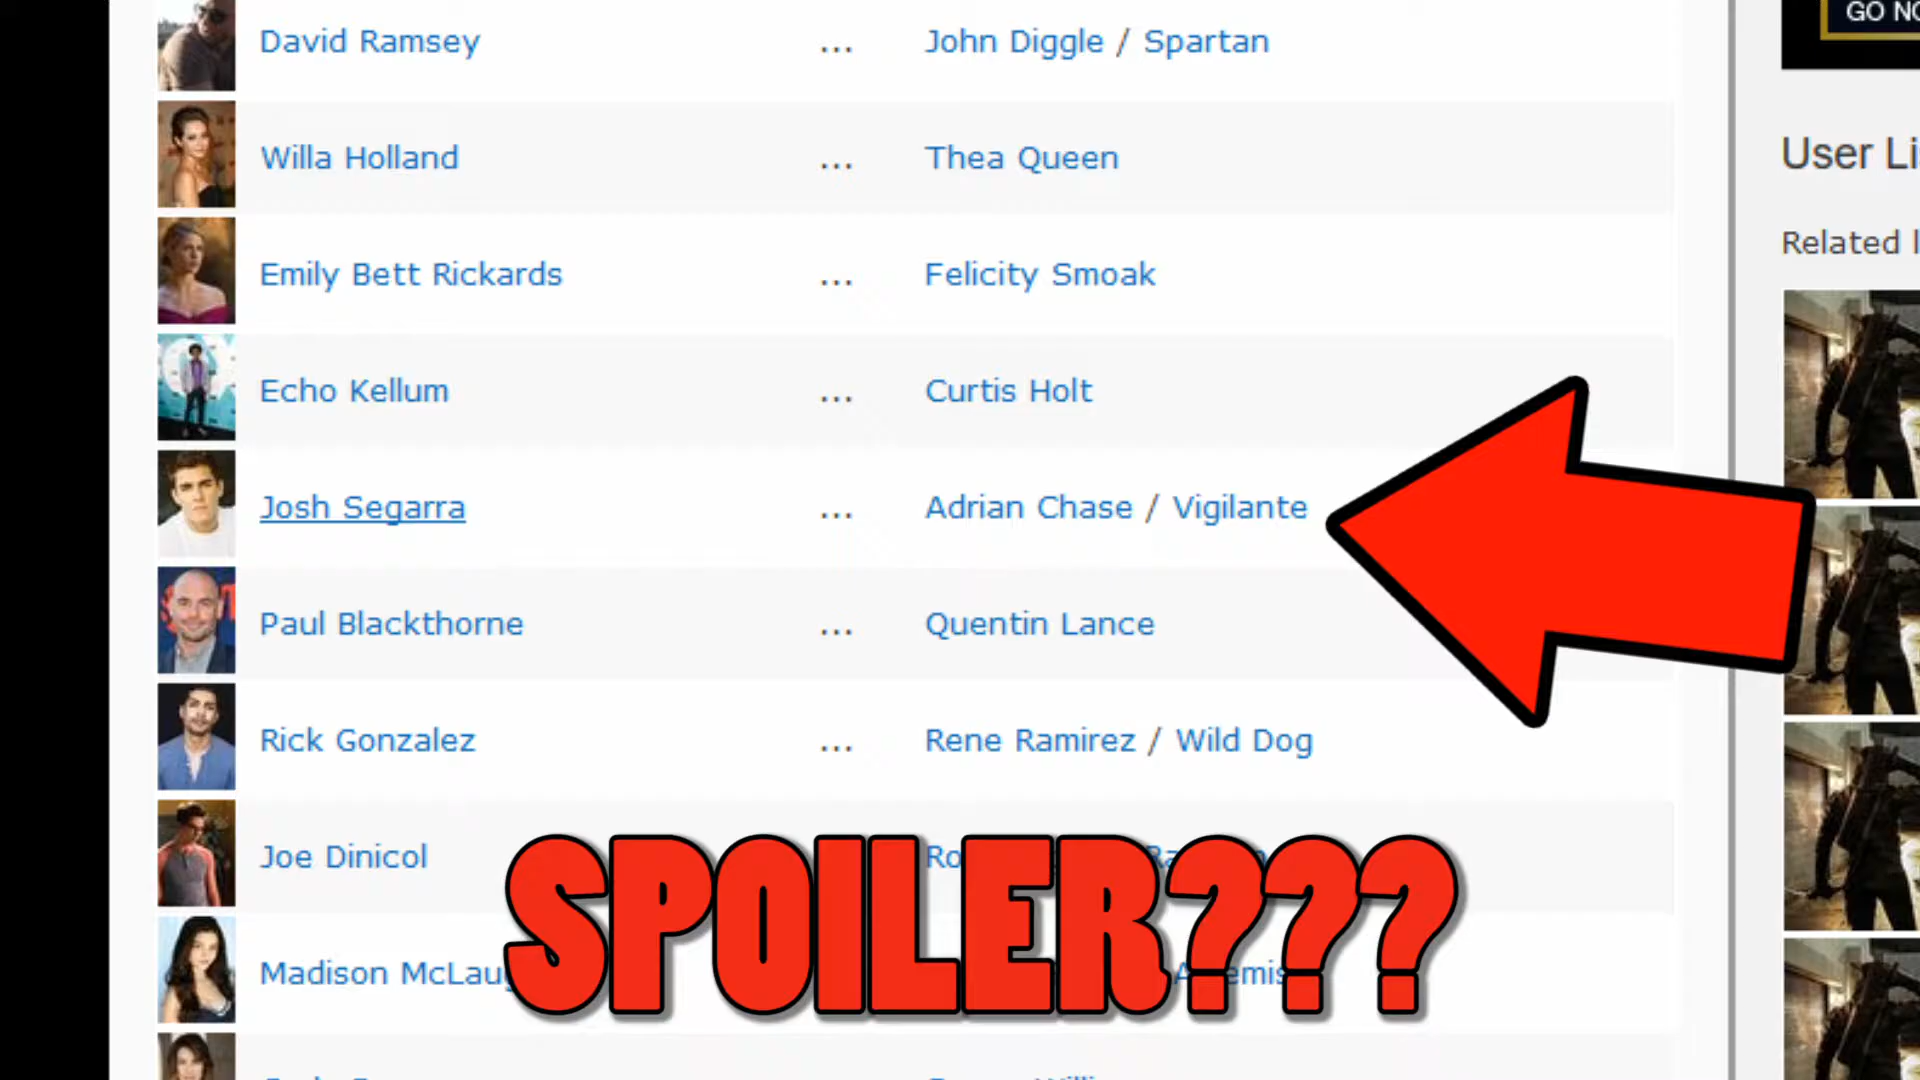 David Ramsey ... John Diggle / Spartan
GO
Willa Holland ... Thea Queen
User
Related
Emily Bett Rickards ... Felicity Smoak
Echo Kellum ... Curtis Holt
Josh Segarra ... Adrian Chase / Vigilante
Paul Blackthorne ... Quentin Lance
Rick Gonzalez ... Rene Ramirez / Wild Dog
Joe Dinicol
SPOILER???
Madison